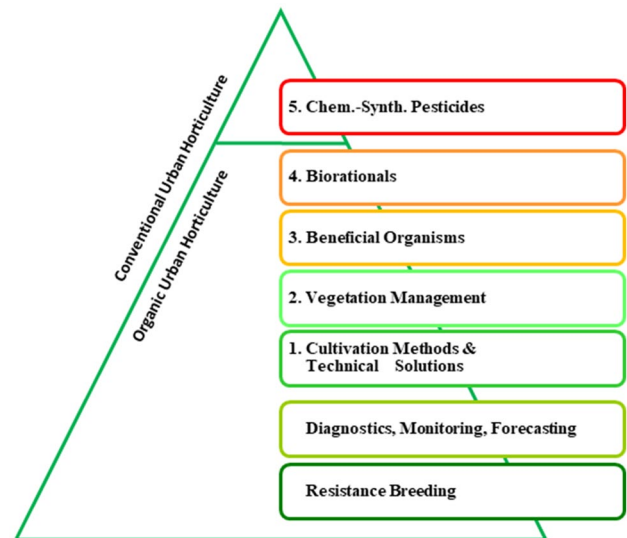 Conventional Urban Horticulture
Organic Urban Horticulture
5. Chem.-Synth. Pesticides
4. Biorationals
3. Beneficial Organisms
2. Vegetation Management
1. Cultivation Methods &
Technical Solutions
Diagnostics, Monitoring, Forecasting
Resistance Breeding